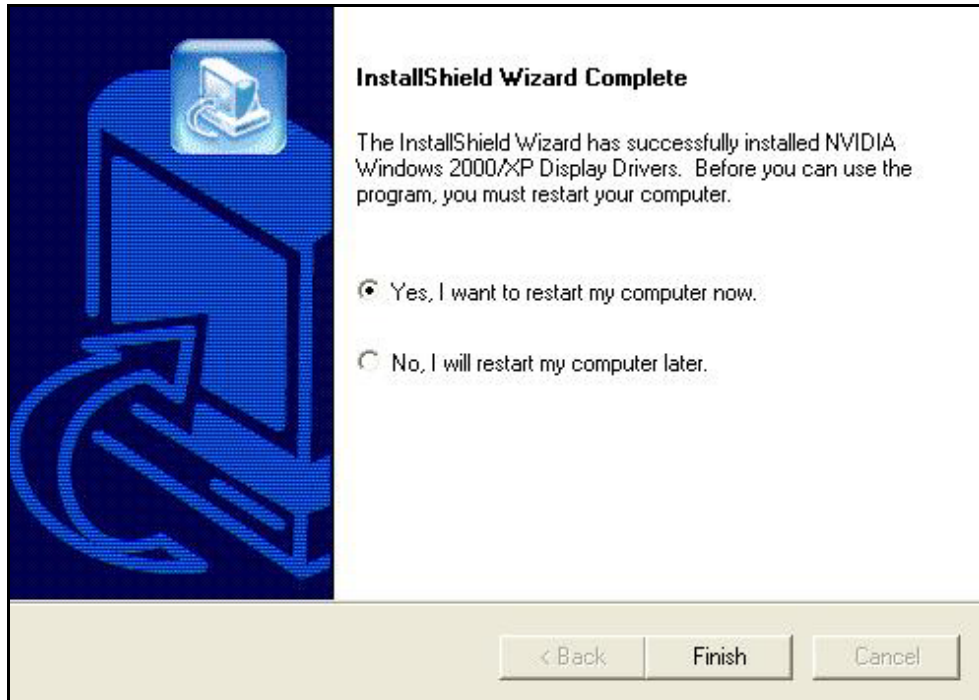 InstallShield Wizard Complete
The InstallShield Wizard has successfully installed NVIDIA
Windows 2000/XP Display Drivers.  Before you can use the
program, you must restart your computer.
Yes, I want to restart my computer now.
No, I will restart my computer later.
< Back
Finish
Cancel